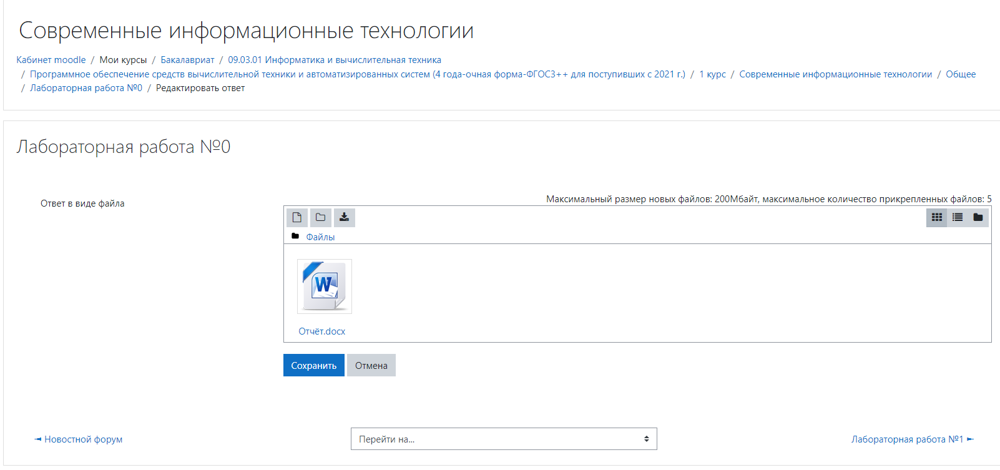 Современные информационные технологии
Кабинет moodle / Мои курсы / Бакалавриат / 09.03.01 Информатика и вычислительная техника
/ Программное обеспечение средств вычислительной техники и автоматизированных систем (4 года-очная форма-ФГОС3++ для поступивших с 2021 г.) / 1 курс / Современные информационные технологии / Общее
/ Лабораторная работа №0 / Редактировать ответ
Лабораторная работа №0
Максимальный размер новых файлов: 200Мбайт, максимальное количество прикрепленных файлов: 5
Ответ в виде файла
Файлы
W
Отчёт.docx
Сохранить Отмена
◄ Новостной форум
Перейти на...
Лабораторная работа №1 ►